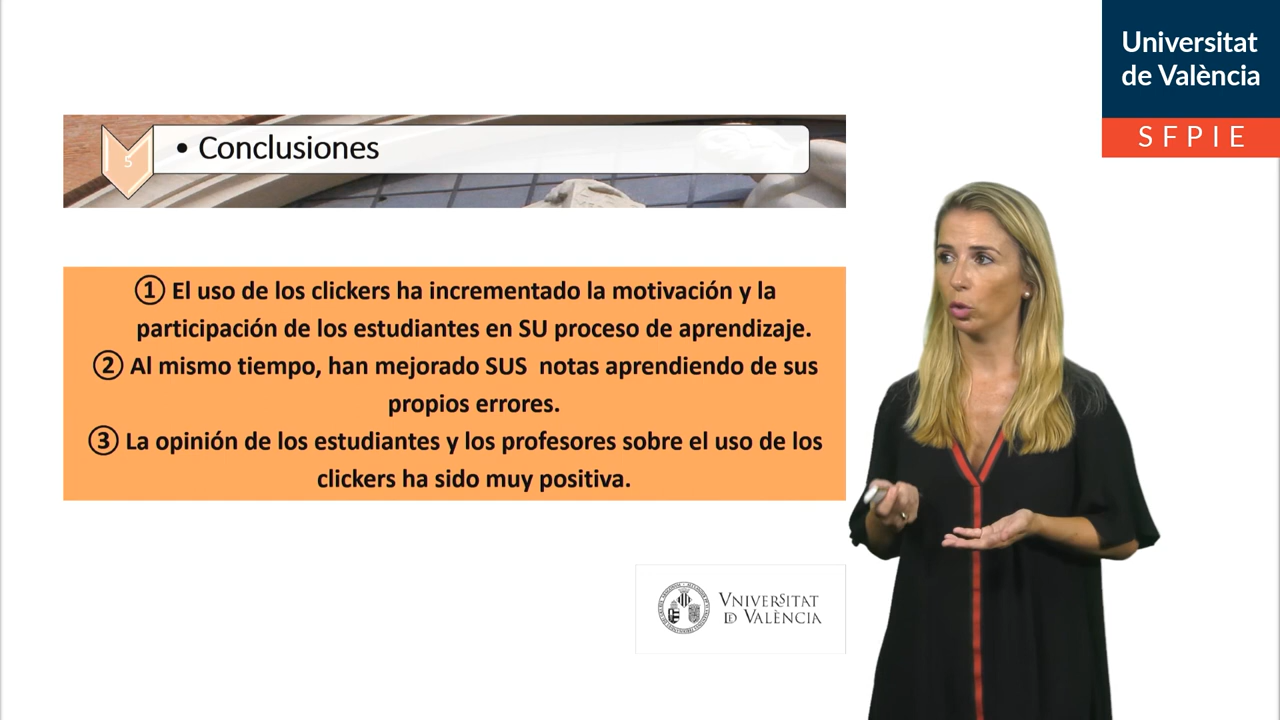 Universitat
de València
SFPIE
5
• Conclusiones
① El uso de los clickers ha incrementado la motivación y la
participación de los estudiantes en SU proceso de aprendizaje.
② Al mismo tiempo, han mejorado SUS notas aprendiendo de sus
propios errores.
③ La opinión de los estudiantes y los profesores sobre el uso de los
clickers ha sido muy positiva.
VNIVERSITAT
DE VALÈNCIA